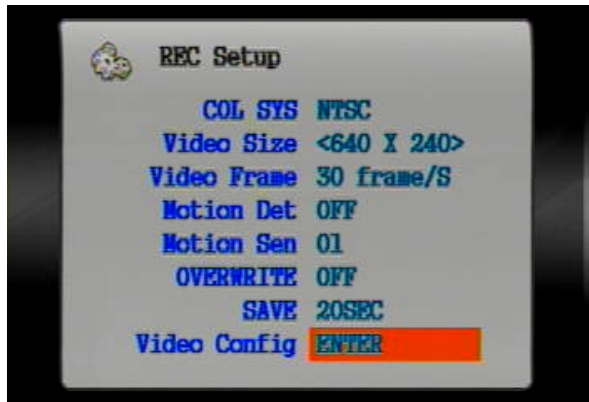 REC Setup
COL SYS NTSC
Video Size <640 X 240>
Video Frame 30 frame/S
Motion Det OFF
Motion Sen 01
OVERWRITE OFF
SAVE 20SEC
Video Config ENTER